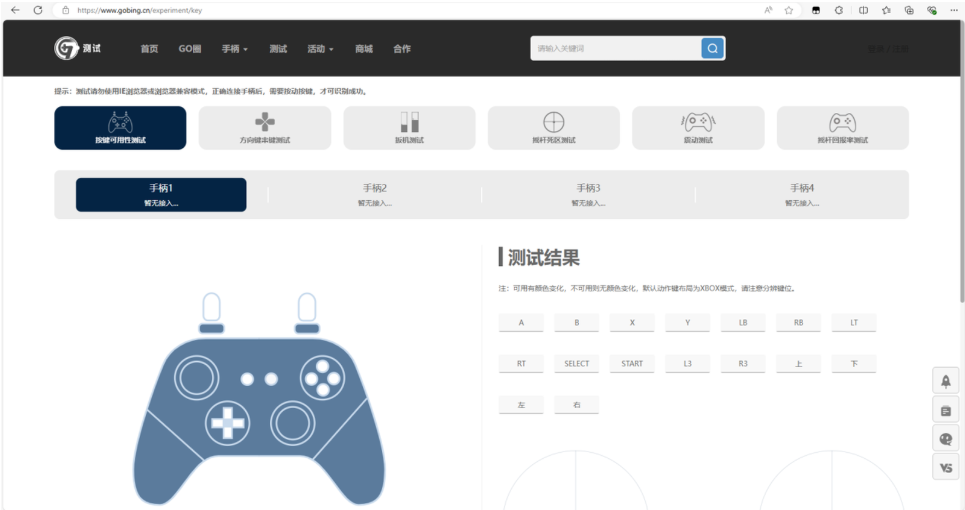 https://www.gobing.cn/experiment/key
测试 首页 GO圈 手柄 测试 活动 商城 合作 请输入关键词
提示：测试请勿使用IE浏览器或浏览器兼容模式，正确连接手柄后，需要按动按键，才可识别成功。
按键可用性测试 方向键串键测试 扳机测试 摇杆死区测试 震动测试 摇杆回报率测试
手柄1 手柄2 手柄3 手柄4
暂无接入... 暂无接入... 暂无接入... 暂无接入...
测试结果
注：可用有颜色变化，不可用则无颜色变化，默认动作键布局为XBOX模式，请注意分辨键位。
A B X Y LB RB LT
RT SELECT START L3 R3 上 下
左 右
V5